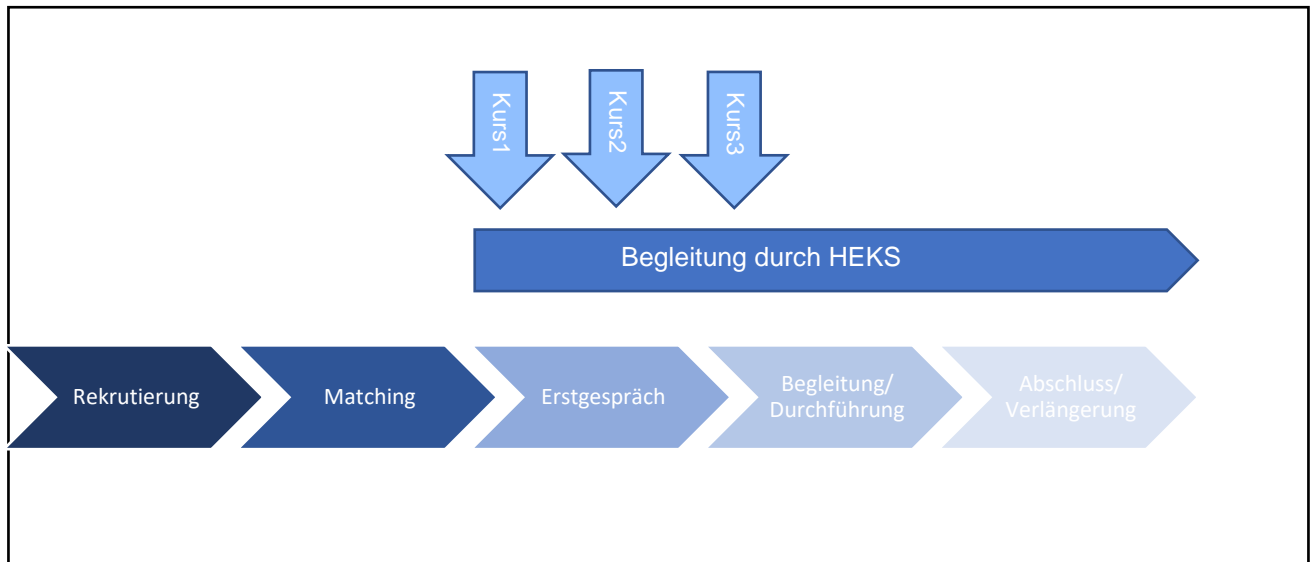 Kurs1
Kurs2
Kurs3
Begleitung durch HEKS
Rekrutierung
Matching
Erstgespräch
Begleitung/
Durchführung
Abschluss/
Verlängerung